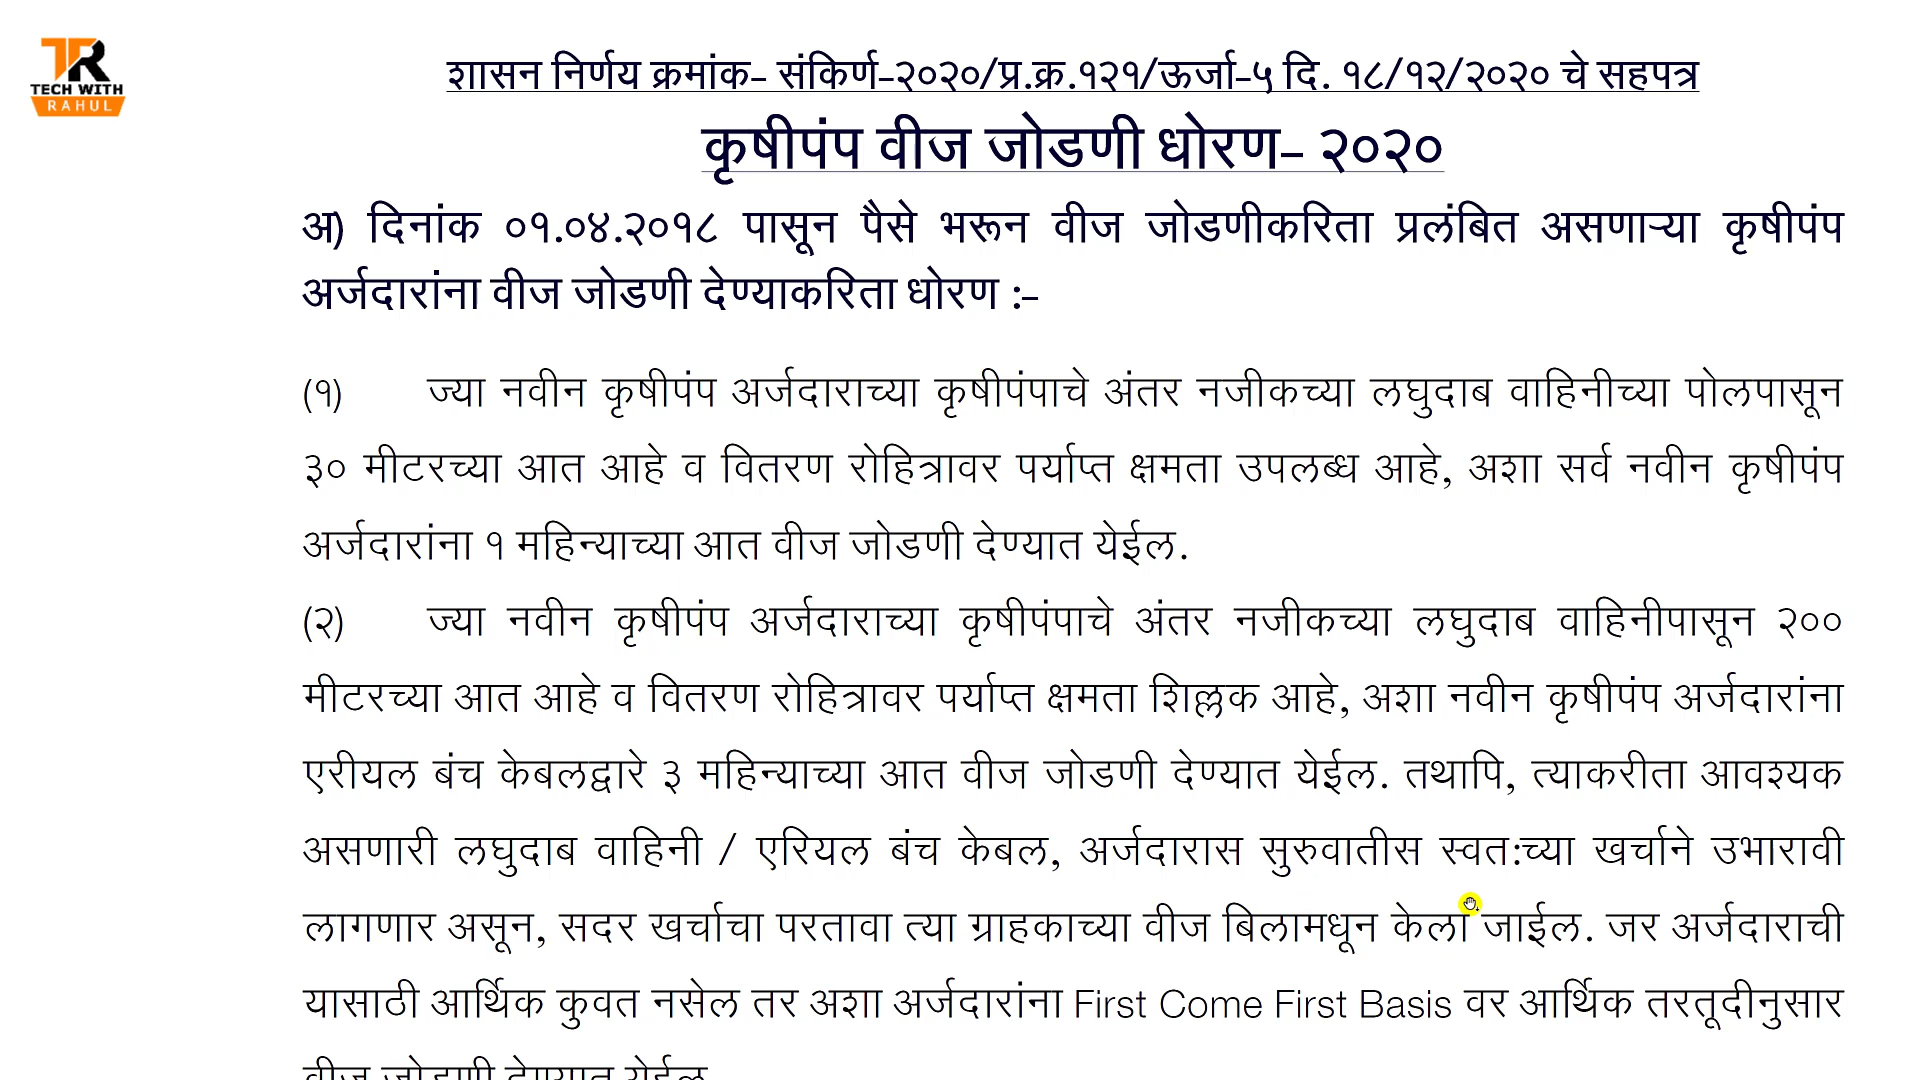 TR
TECH WITH
RAHUL
शासन निर्णय क्रमांक- संकिर्ण-२०२०/प्र.क्र.१२१/ऊर्जा-५ दि. १८/१२/२०२० चे सहपत्र
कृषीपंप वीज जोडणी धोरण- २०२०
अ) दिनांक ०१.०४.२०१८ पासून पैसे भरून वीज जोडणीकरिता प्रलंबित असणाऱ्या कृषीपंप
अर्जदारांना वीज जोडणी देण्याकरिता धोरण :-
(१) ज्या नवीन कृषीपंप अर्जदाराच्या कृषीपंपाचे अंतर नजीकच्या लघुदाब वाहिनीच्या पोलपासून
३० मीटरच्या आत आहे व वितरण रोहित्रावर पर्याप्त क्षमता उपलब्ध आहे, अशा सर्व नवीन कृषीपंप
अर्जदारांना १ महिन्याच्या आत वीज जोडणी देण्यात येईल.
(२) ज्या नवीन कृषीपंप अर्जदाराच्या कृषीपंपाचे अंतर नजीकच्या लघुदाब वाहिनीपासून २००
मीटरच्या आत आहे व वितरण रोहित्रावर पर्याप्त क्षमता शिल्लक आहे, अशा नवीन कृषीपंप अर्जदारांना
एरीयल बंच केबलद्वारे ३ महिन्याच्या आत वीज जोडणी देण्यात येईल. तथापि, त्याकरीता आवश्यक
असणारी लघुदाब वाहिनी / एरियल बंच केबल, अर्जदारास सुरुवातीस स्वत:च्या खर्चाने उभारावी
लागणार असून, सदर खर्चाचा परतावा त्या ग्राहकाच्या वीज बिलामधून केला जाईल. जर अर्जदाराची
यासाठी आर्थिक कुवत नसेल तर अशा अर्जदारांना First Come First Basis वर आर्थिक तरतूदीनुसार
वीज जोडणी देण्यात येईल